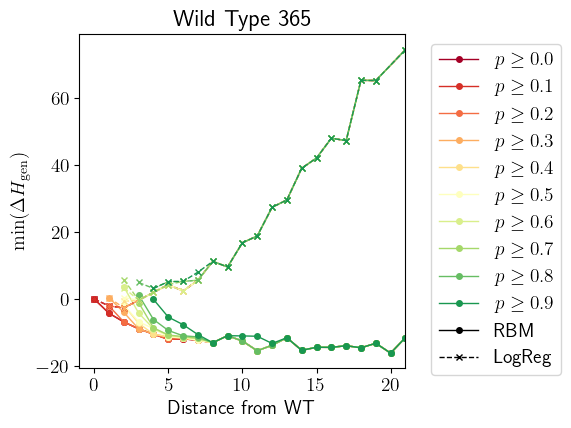 Wild Type 365
min(ΔH_gen)
60
40
20
0
−20
0
5
10
15
20
Distance from WT
p ≥ 0.0
p ≥ 0.1
p ≥ 0.2
p ≥ 0.3
p ≥ 0.4
p ≥ 0.5
p ≥ 0.6
p ≥ 0.7
p ≥ 0.8
p ≥ 0.9
RBM
LogReg